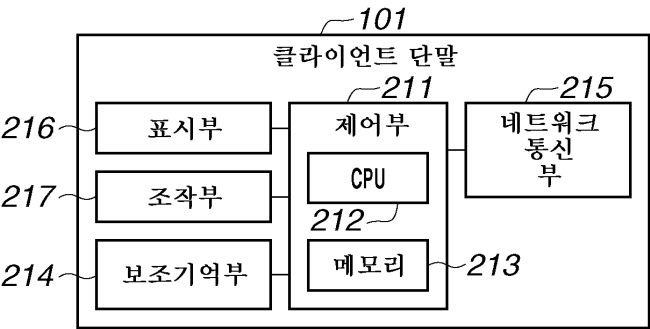 101
클라이언트 단말
211
215
216
표시부
제어부
네트워크
통신
부
217
조작부
CPU
212
214
보조기억부
메모리
213